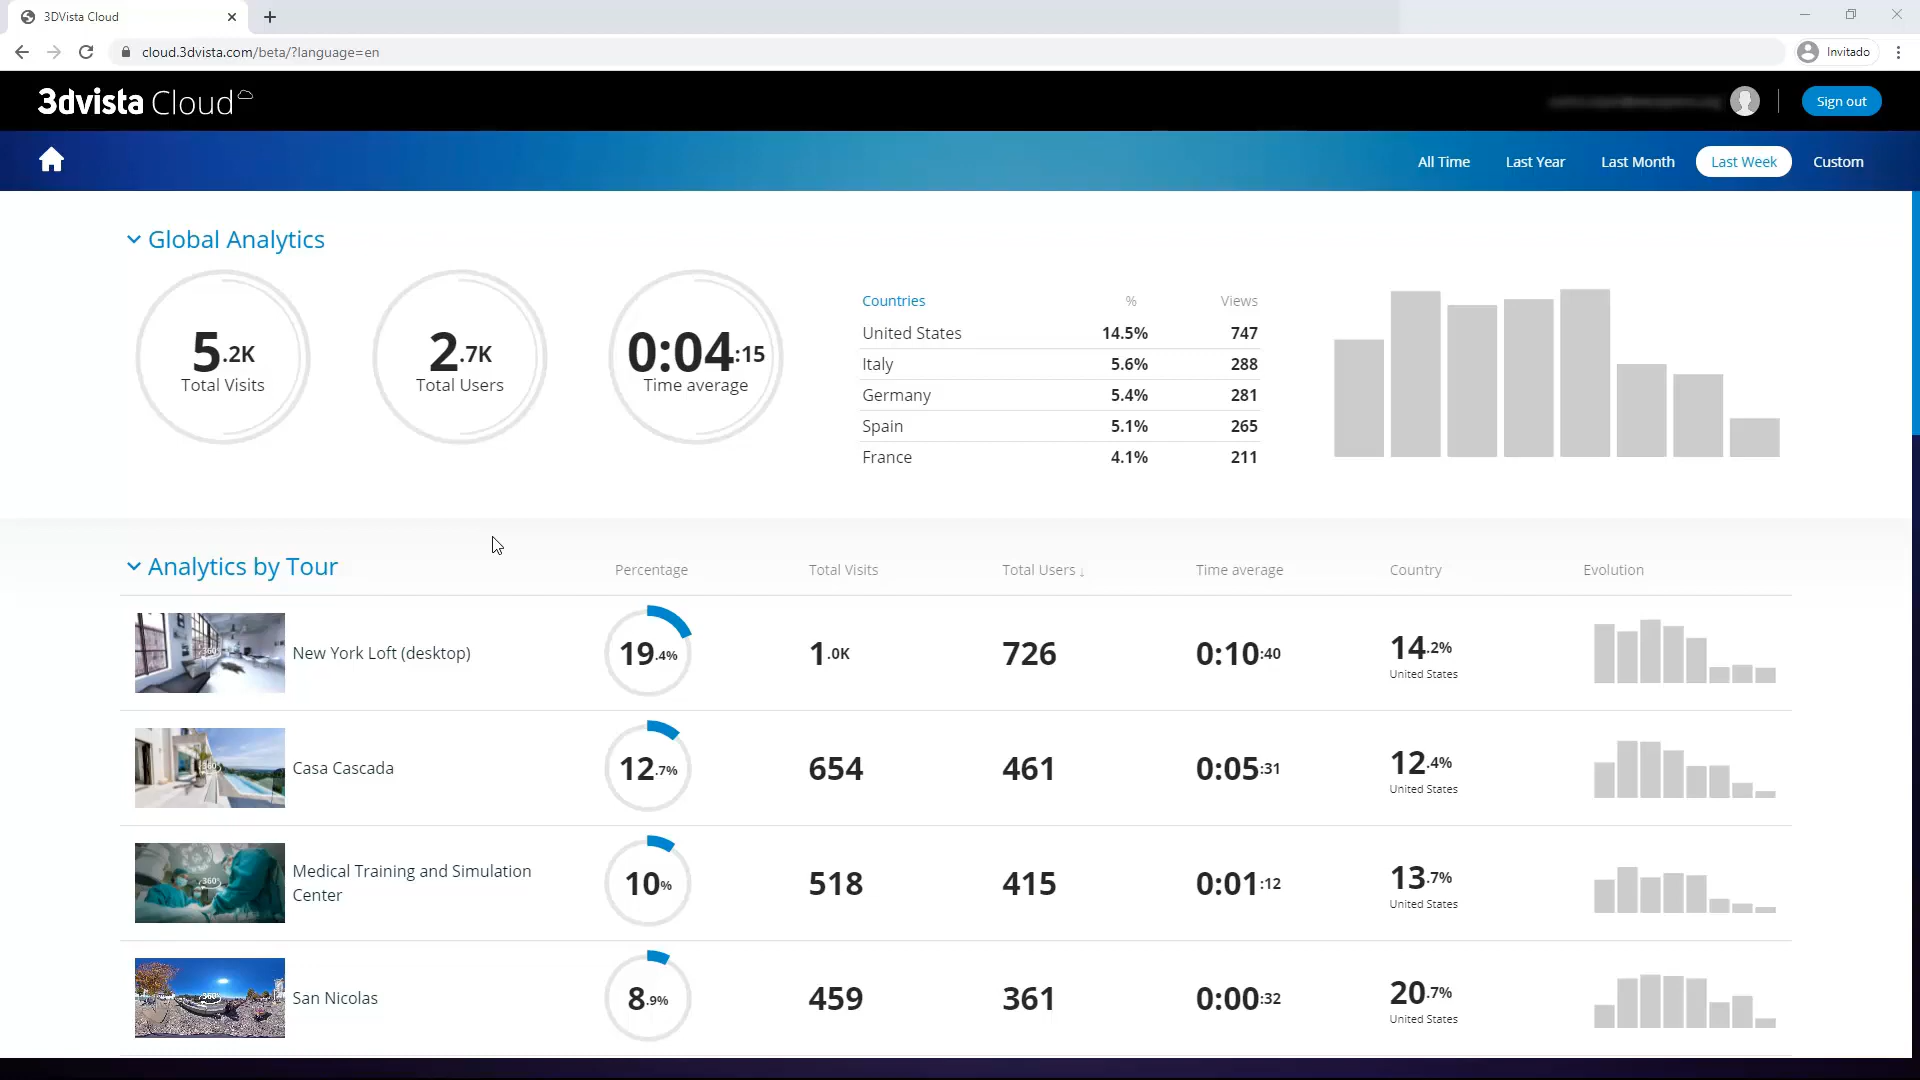 3DVista Cloud
cloud.3dvista.com/beta/?language=en
Invitado
3dvista Cloud
Sign out
All Time
Last Year
Last Month
Last Week
Custom
Global Analytics
5.2K
Total Visits
2.7K
Total Users
0:04:15
Time average
Countries % Views
United States 14.5% 747
Italy 5.6% 288
Germany 5.4% 281
Spain 5.1% 265
France 4.1% 211
Analytics by Tour
Percentage Total Visits Total Users ↓ Time average Country Evolution
360°
New York Loft (desktop)
19.4% 1.0K 726 0:10:40 14.2%
United States
360°
Casa Cascada
12.7% 654 461 0:05:31 12.4%
United States
360°
Medical Training and Simulation
Center
10% 518 415 0:01:12 13.7%
United States
360°
San Nicolas
8.9% 459 361 0:00:32 20.7%
United States